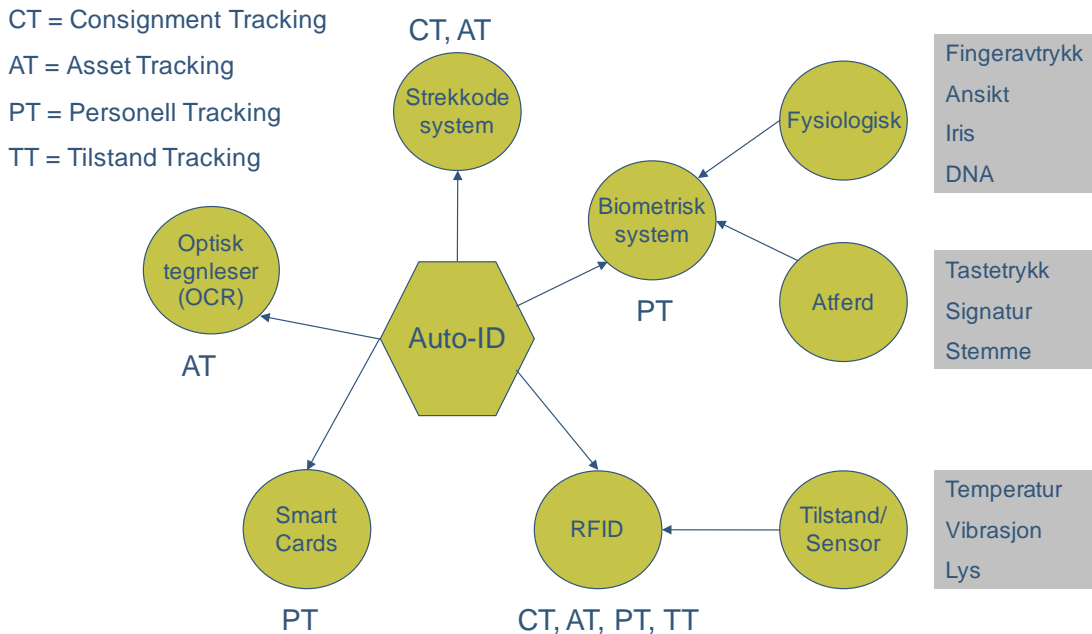 CT = Consignment Tracking
AT = Asset Tracking
PT = Personell Tracking
TT = Tilstand Tracking
CT, AT
Strekkode
system
Fysiologisk
Fingeravtrykk
Ansikt
Iris
DNA
Biometrisk
system
PT
Atferd
Tastetrykk
Signatur
Stemme
Optisk
tegnleser
(OCR)
AT
Auto-ID
Smart
Cards
PT
RFID
CT, AT, PT, TT
Tilstand/
Sensor
Temperatur
Vibrasjon
Lys